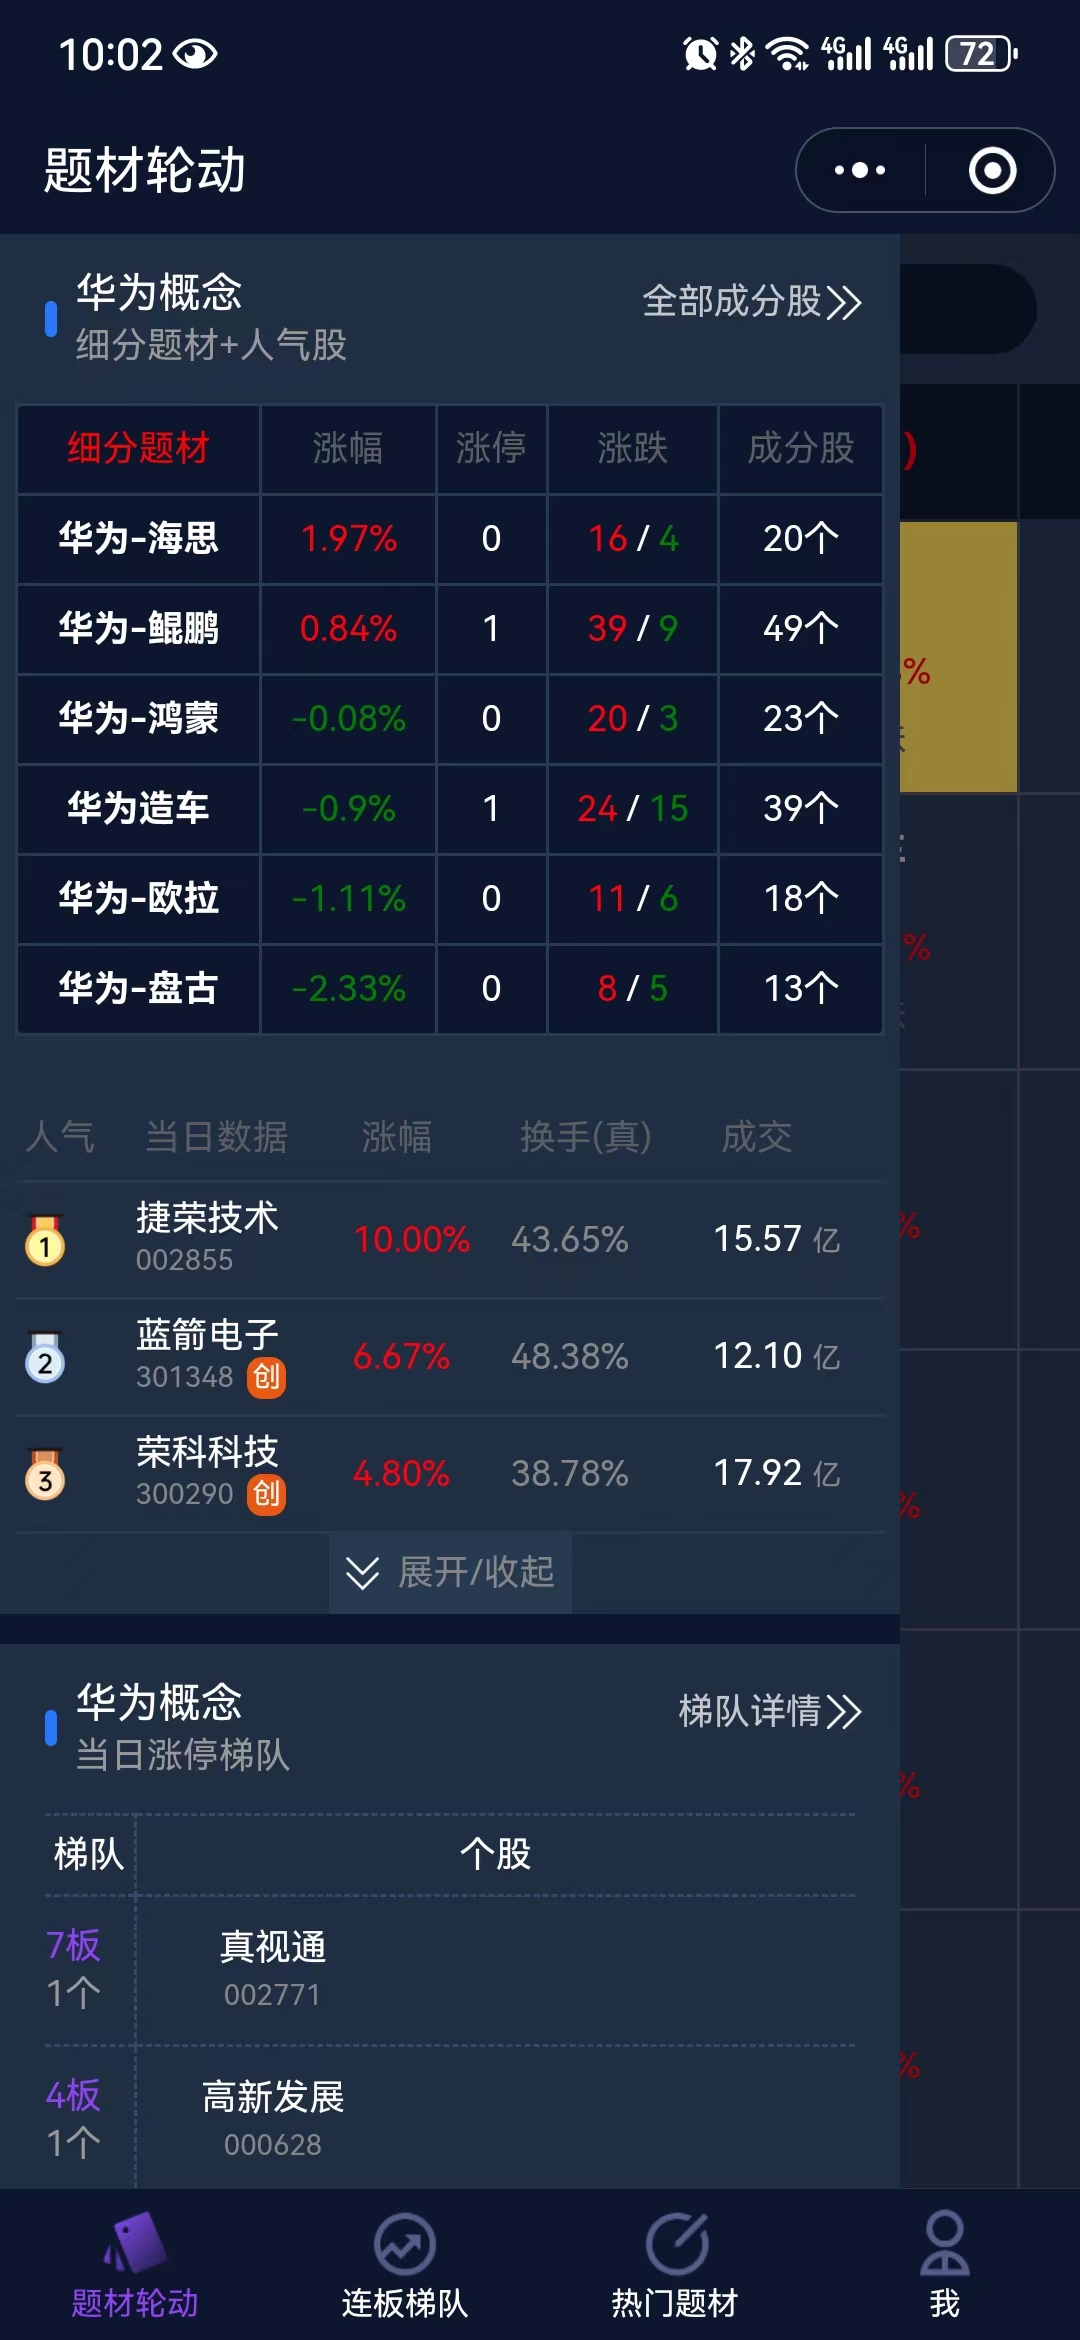 10:02 4G 4G 72
题材轮动
华为概念
细分题材+人气股
全部成分股
细分题材 涨幅 涨停 涨跌 成分股
华为-海思 1.97% 0 16 / 4 20个
华为-鲲鹏 0.84% 1 39 / 9 49个
华为-鸿蒙 -0.08% 0 20 / 3 23个
华为造车 -0.9% 1 24 / 15 39个
华为-欧拉 -1.11% 0 11 / 6 18个
华为-盘古 -2.33% 0 8 / 5 13个
人气 当日数据 涨幅 换手(真) 成交
1 捷荣技术 10.00% 43.65% 15.57 亿
002855
2 蓝箭电子 6.67% 48.38% 12.10 亿
301348 创
3 荣科科技 4.80% 38.78% 17.92 亿
300290 创
展开/收起
华为概念
当日涨停梯队
梯队详情
梯队 个股
7板 真视通
1个 002771
4板 高新发展
1个 000628
题材轮动 连板梯队 热门题材 我
)
%
%
%
%
%
%